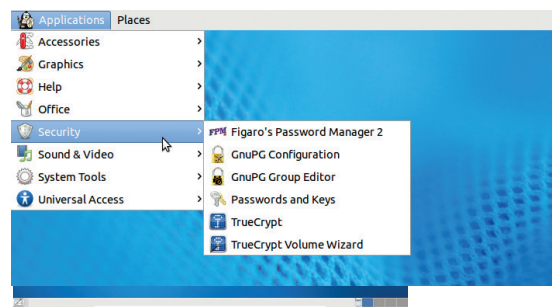 Applications Places
Accessories
Graphics
Help
Office
Security
Sound & Video
System Tools
Universal Access
FPM Figaro's Password Manager 2
GnuPG Configuration
GnuPG Group Editor
Passwords and Keys
TrueCrypt
TrueCrypt Volume Wizard